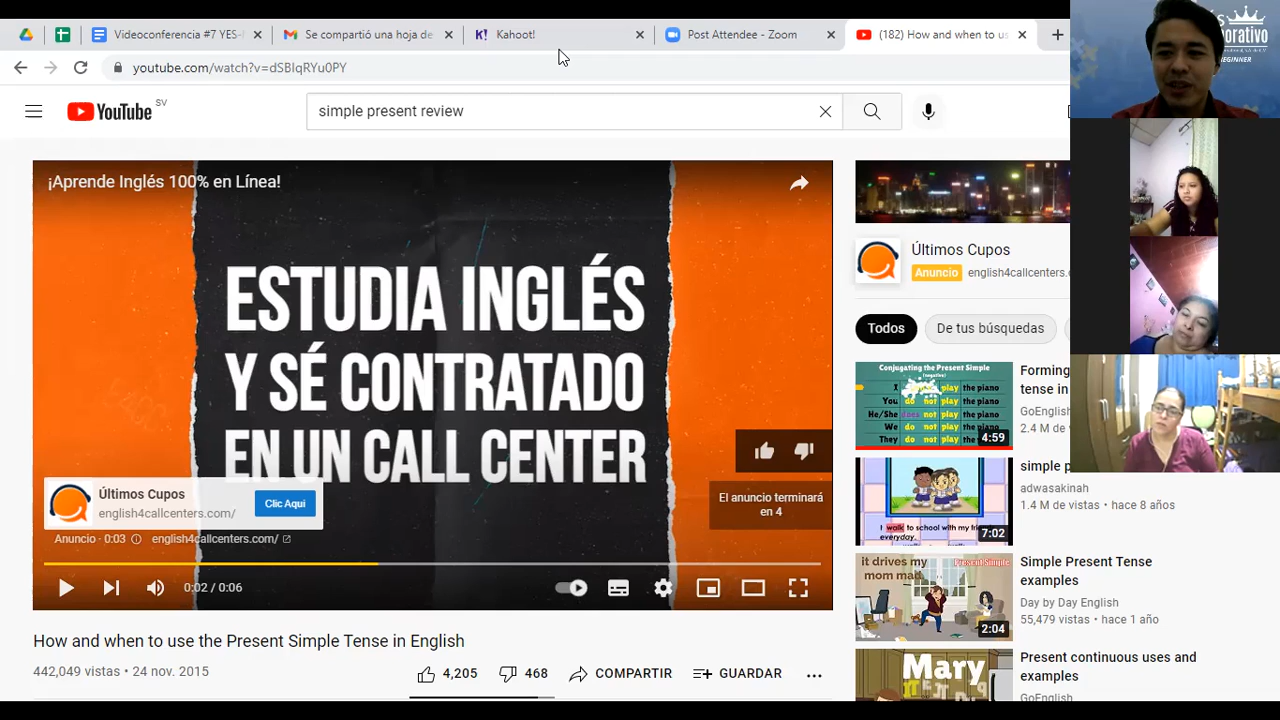 Videoconferencia #7 YES-
Se compartió una hoja de
Kahoot!
Post Attendee - Zoom
(182) How and when to us
youtube.com/watch?v=dSBIqRYu0PY
YouTube SV
simple present review
¡Aprende Inglés 100% en Línea!
ESTUDIA INGLÉS
Y SÉ CONTRATADO
EN UN CALL CENTER
Últimos Cupos
english4callcenters.com/
Clic Aqui
El anuncio terminará
en 4
Anuncio · 0:03
english4callcenters.com/
0:02 / 0:06
How and when to use the Present Simple Tense in English
442,049 vistas • 24 nov. 2015
4,205
468
COMPARTIR
GUARDAR
Últimos Cupos
Anuncio
english4callcenters.c
Todos
De tus búsquedas
Conjugating the Present Simple
(negative)
I not play the piano
You do not play the piano
He/She does not play the piano
We do not play the piano
They do not play the piano
4:59
Forming
tense in
GoEnglish
2.4 M de v
I walk to school with my fri
everyday.
7:02
simple p
adwasakinah
1.4 M de vistas • hace 8 años
it drives my
mom mad
Present Simple
2:04
Simple Present Tense
examples
Day by Day English
55,479 vistas • hace 1 año
Mary
Present continuous uses and
examples
GoEnglish
BEGINNER